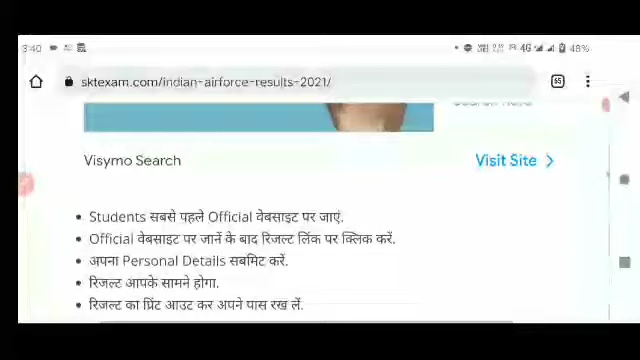 3:40
4G 48%
sktexam.com/indian-airforce-results-2021/
Visymo Search
Visit Site
Students सबसे पहले Official वेबसाइट पर जाएं.
Official वेबसाइट पर जानें के बाद रिजल्ट लिंक पर क्लिक करें.
अपना Personal Details सबमिट करें.
रिजल्ट आपके सामने होगा.
रिजल्ट का प्रिंट आउट कर अपने पास रख लें.